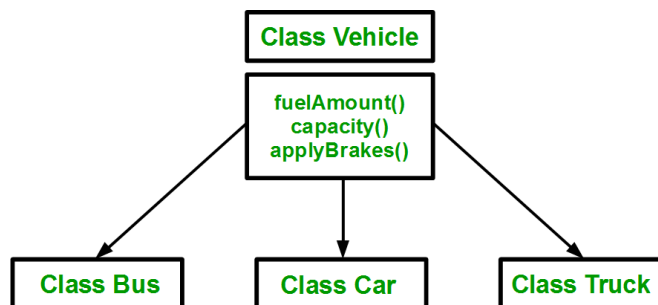 Class Vehicle
fuelAmount()
capacity()
applyBrakes()
Class Bus
Class Car
Class Truck